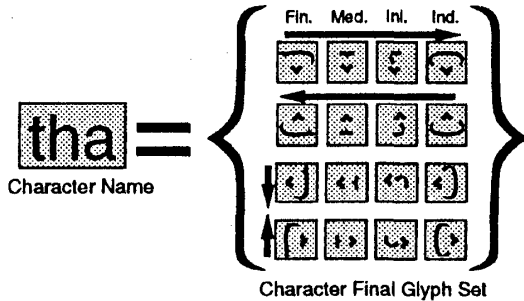 Fin. Med. Ini. Ind.
tha =
Character Name
Character Final Glyph Set